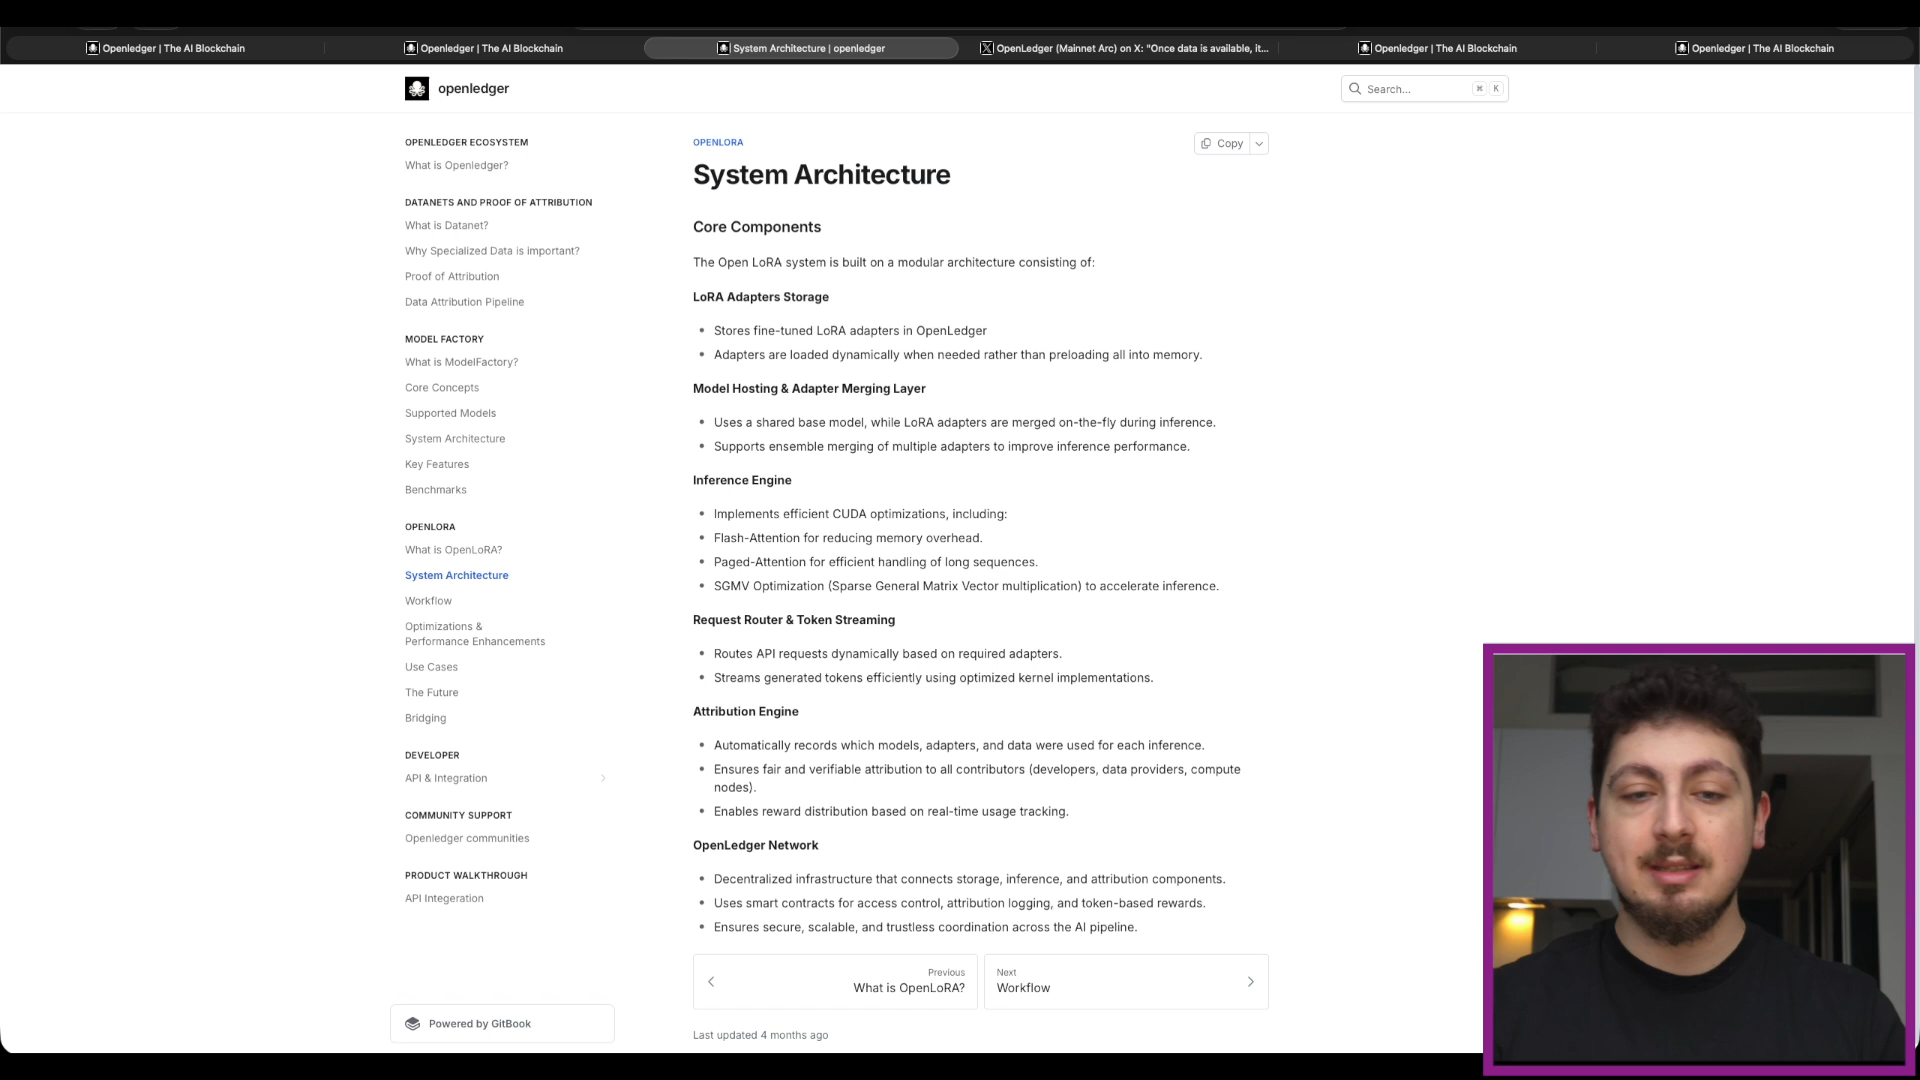 Openledger | The AI Blockchain
Openledger | The AI Blockchain
System Architecture | openledger
OpenLedger (Mainnet Arc) on X: "Once data is available, it...
Openledger | The AI Blockchain
Openledger | The AI Blockchain
openledger
Search...
⌘ K
OPENLEDGER ECOSYSTEM
What is Openledger?
DATANETS AND PROOF OF ATTRIBUTION
What is Datanet?
Why Specialized Data is important?
Proof of Attribution
Data Attribution Pipeline
MODEL FACTORY
What is ModelFactory?
Core Concepts
Supported Models
System Architecture
Key Features
Benchmarks
OPENLORA
What is OpenLoRA?
System Architecture
Workflow
Optimizations &
Performance Enhancements
Use Cases
The Future
Bridging
DEVELOPER
API & Integration
COMMUNITY SUPPORT
Openledger communities
PRODUCT WALKTHROUGH
API Integeration
Powered by GitBook
OPENLORA
Copy
System Architecture
Core Components
The Open LoRA system is built on a modular architecture consisting of:
LoRA Adapters Storage
• Stores fine-tuned LoRA adapters in OpenLedger
• Adapters are loaded dynamically when needed rather than preloading all into memory.
Model Hosting & Adapter Merging Layer
• Uses a shared base model, while LoRA adapters are merged on-the-fly during inference.
• Supports ensemble merging of multiple adapters to improve inference performance.
Inference Engine
• Implements efficient CUDA optimizations, including:
• Flash-Attention for reducing memory overhead.
• Paged-Attention for efficient handling of long sequences.
• SGMV Optimization (Sparse General Matrix Vector multiplication) to accelerate inference.
Request Router & Token Streaming
• Routes API requests dynamically based on required adapters.
• Streams generated tokens efficiently using optimized kernel implementations.
Attribution Engine
• Automatically records which models, adapters, and data were used for each inference.
• Ensures fair and verifiable attribution to all contributors (developers, data providers, compute
nodes).
• Enables reward distribution based on real-time usage tracking.
OpenLedger Network
• Decentralized infrastructure that connects storage, inference, and attribution components.
• Uses smart contracts for access control, attribution logging, and token-based rewards.
• Ensures secure, scalable, and trustless coordination across the AI pipeline.
Previous
What is OpenLoRA?
Next
Workflow
Last updated 4 months ago